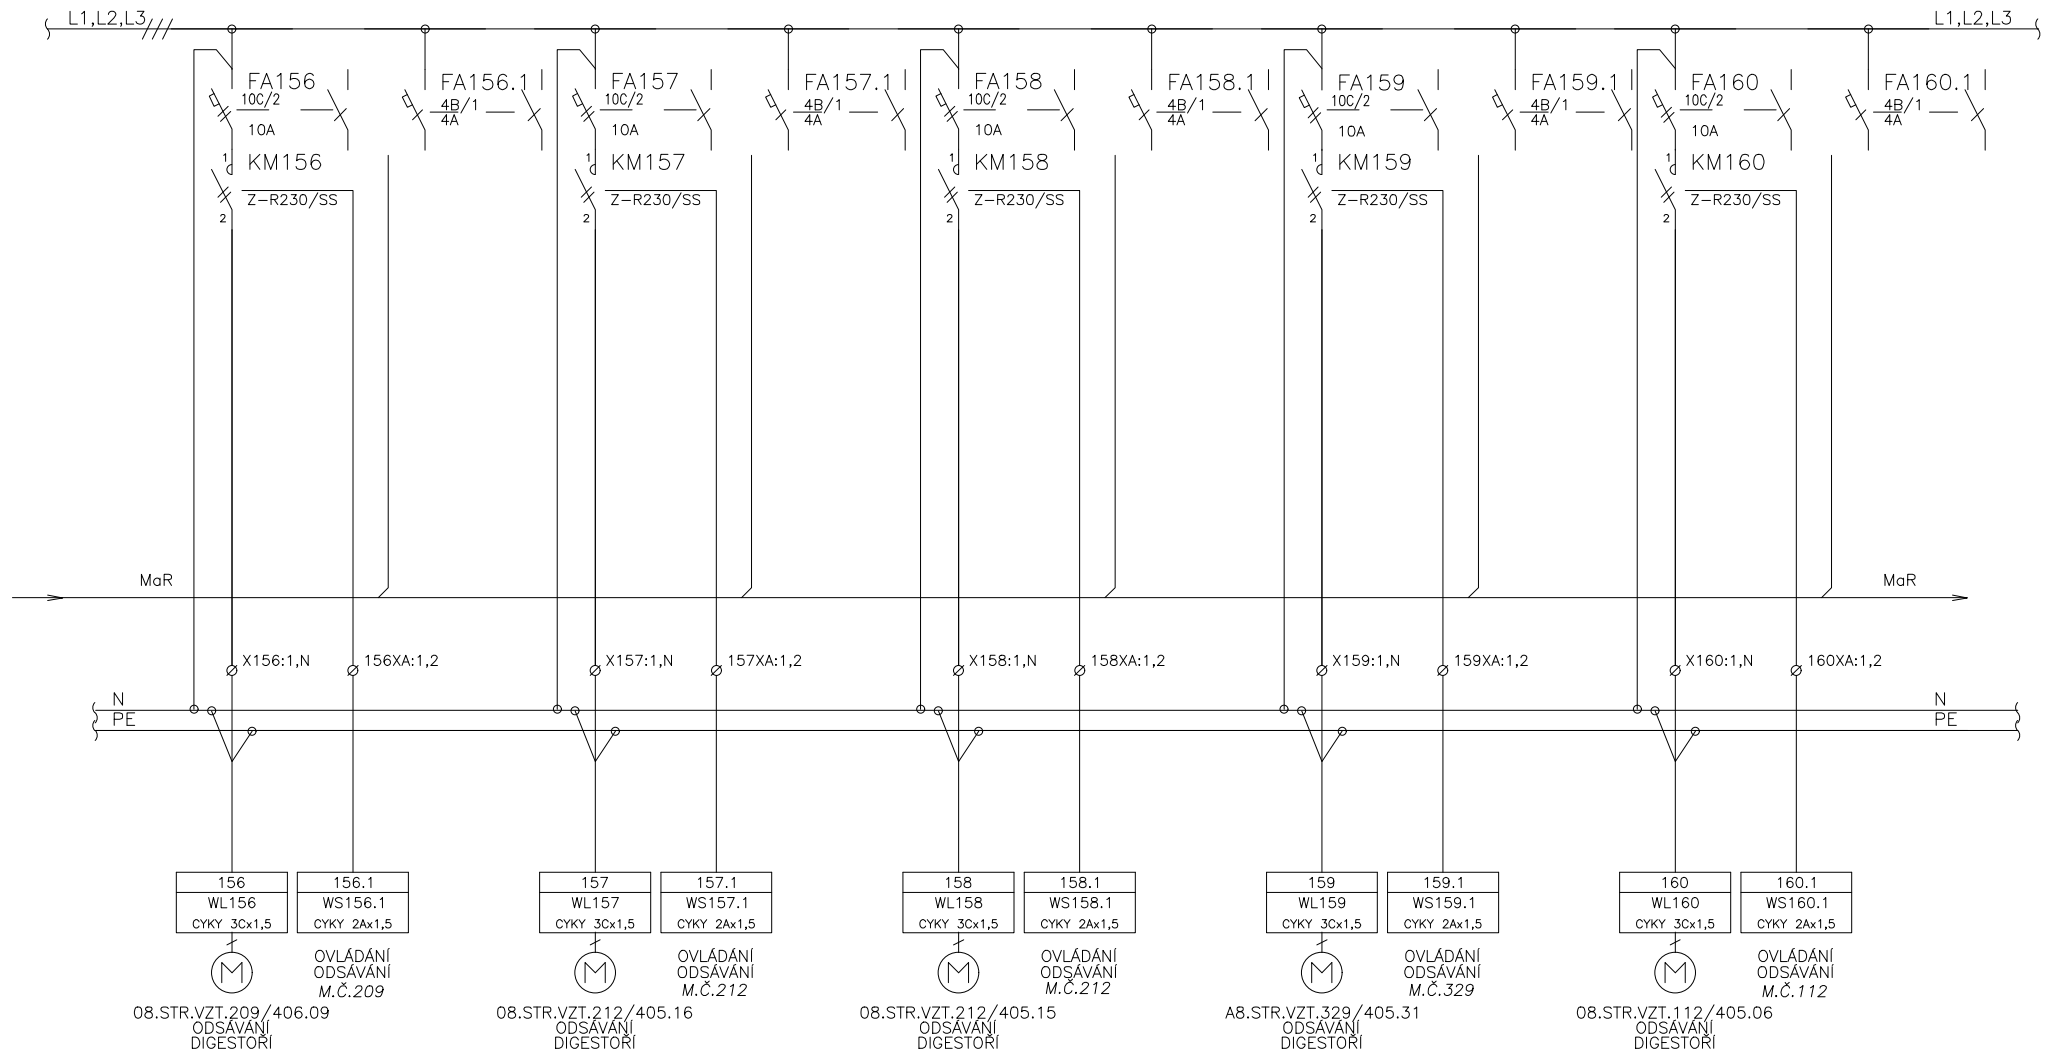 L1,L2,L3
L1,L2,L3
FA156
10C/2
10A
FA156.1
4B/1
4A
FA157
10C/2
10A
FA157.1
4B/1
4A
FA158
10C/2
10A
FA158.1
4B/1
4A
FA159
10C/2
10A
FA159.1
4B/1
4A
FA160
10C/2
10A
FA160.1
4B/1
4A
1
KM156
Z-R230/SS
2
1
KM157
Z-R230/SS
2
1
KM158
Z-R230/SS
2
1
KM159
Z-R230/SS
2
1
KM160
Z-R230/SS
2
MaR
MaR
X156:1,N
156XA:1,2
X157:1,N
157XA:1,2
X158:1,N
158XA:1,2
X159:1,N
159XA:1,2
X160:1,N
160XA:1,2
N
PE
N
PE
156
WL156
CYKY 3Cx1,5
156.1
WS156.1
CYKY 2Ax1,5
157
WL157
CYKY 3Cx1,5
157.1
WS157.1
CYKY 2Ax1,5
158
WL158
CYKY 3Cx1,5
158.1
WS158.1
CYKY 2Ax1,5
159
WL159
CYKY 3Cx1,5
159.1
WS159.1
CYKY 2Ax1,5
160
WL160
CYKY 3Cx1,5
160.1
WS160.1
CYKY 2Ax1,5
M
OVLÁDÁNÍ
ODSÁVÁNÍ
M.Č.209
M
OVLÁDÁNÍ
ODSÁVÁNÍ
M.Č.212
M
OVLÁDÁNÍ
ODSÁVÁNÍ
M.Č.212
M
OVLÁDÁNÍ
ODSÁVÁNÍ
M.Č.329
M
OVLÁDÁNÍ
ODSÁVÁNÍ
M.Č.112
08.STR.VZT.209/406.09
ODSÁVÁNÍ
DIGESTOŘÍ
08.STR.VZT.212/405.16
ODSÁVÁNÍ
DIGESTOŘÍ
08.STR.VZT.212/405.15
ODSÁVÁNÍ
DIGESTOŘÍ
A8.STR.VZT.329/405.31
ODSÁVÁNÍ
DIGESTOŘÍ
08.STR.VZT.112/405.06
ODSÁVÁNÍ
DIGESTOŘÍ